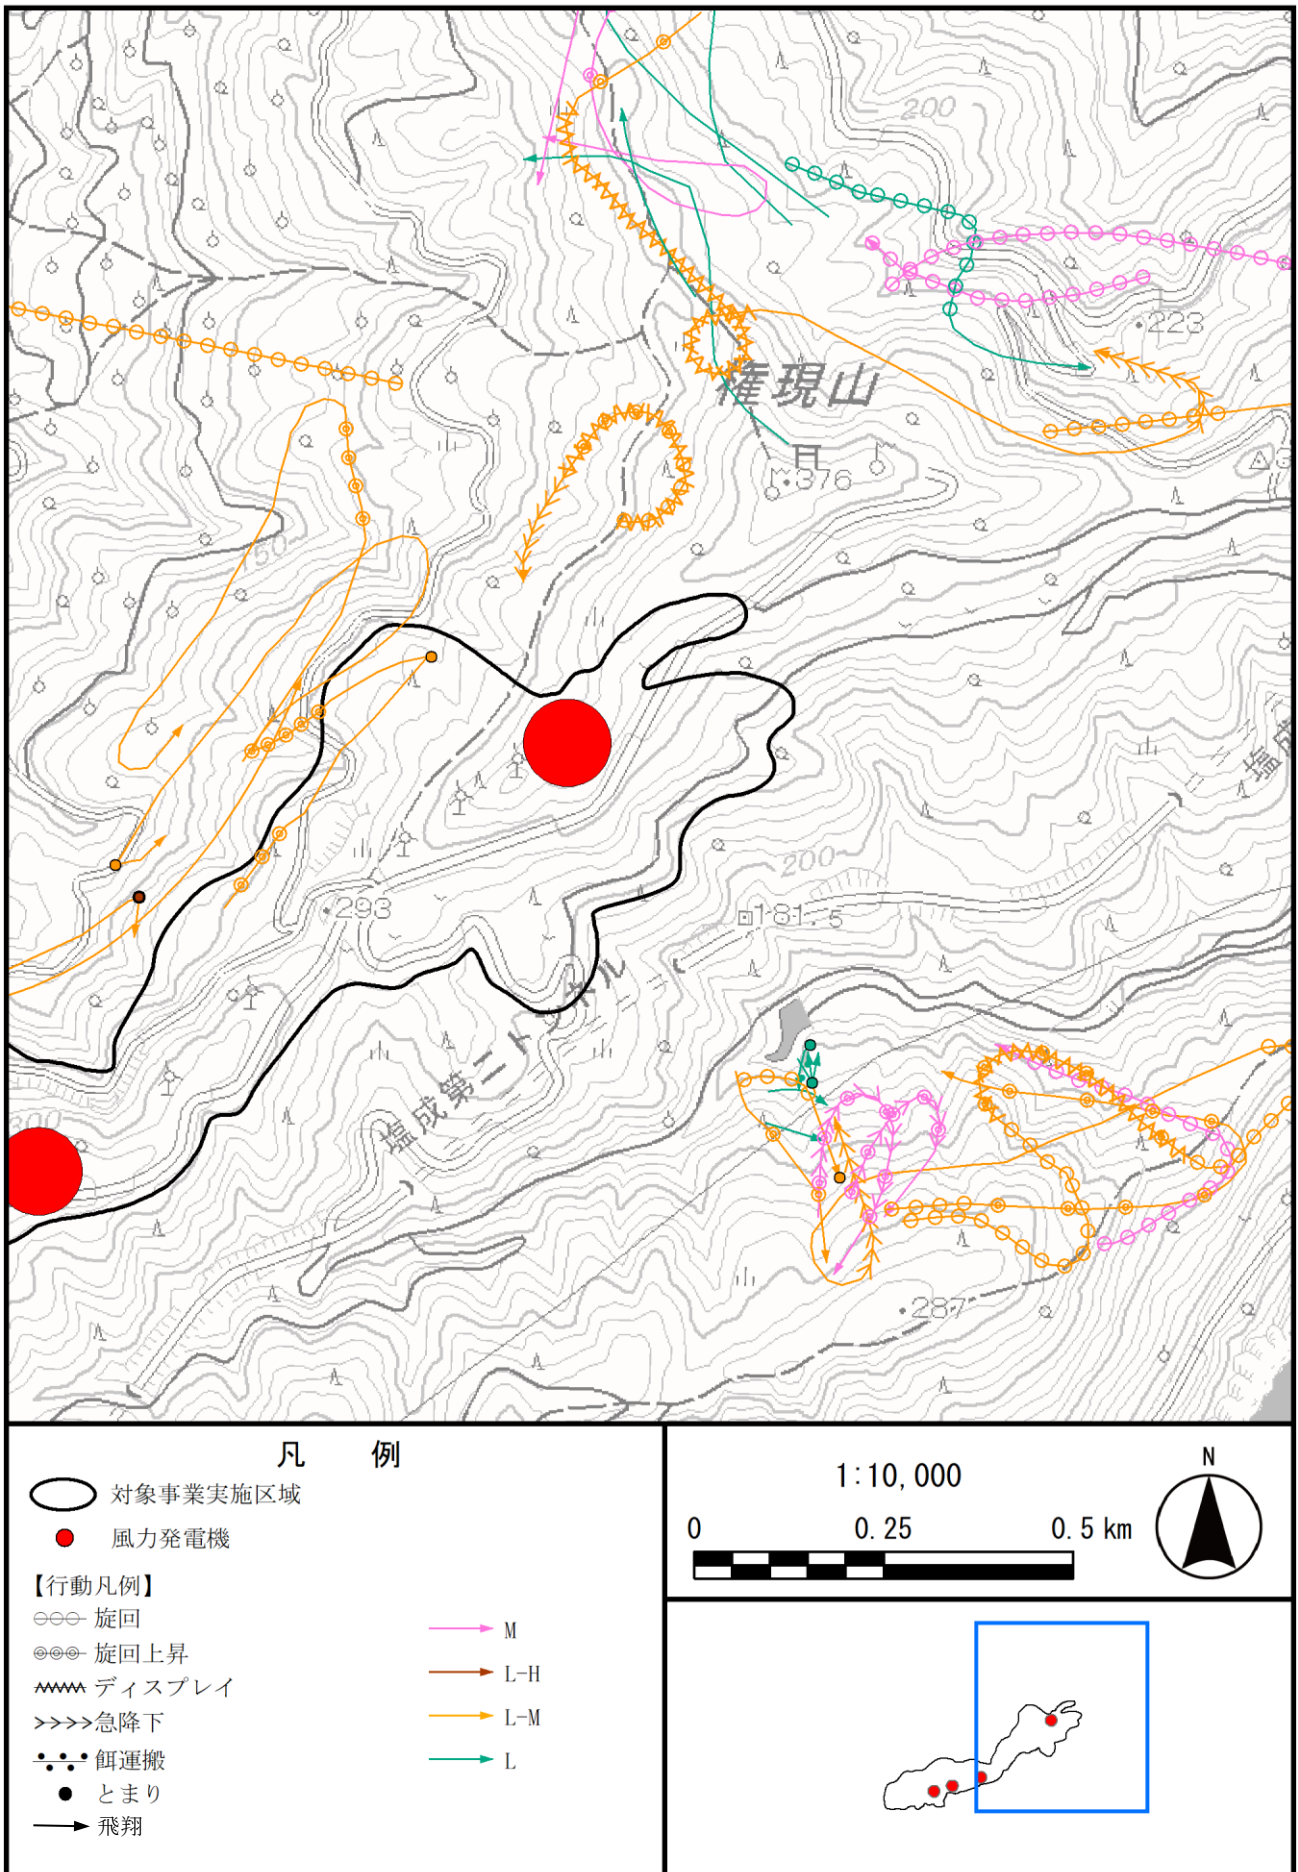 200
223
権現山
376
150
塩成
200
181.5
293
塩成第二トンネル
300
287
凡 例
対象事業実施区域
風力発電機
【行動凡例】
旋回
旋回上昇
ディスプレイ
急降下
餌運搬
とまり
飛翔
M
L-H
L-M
L
1:10,000
0 0.25 0.5 km
N